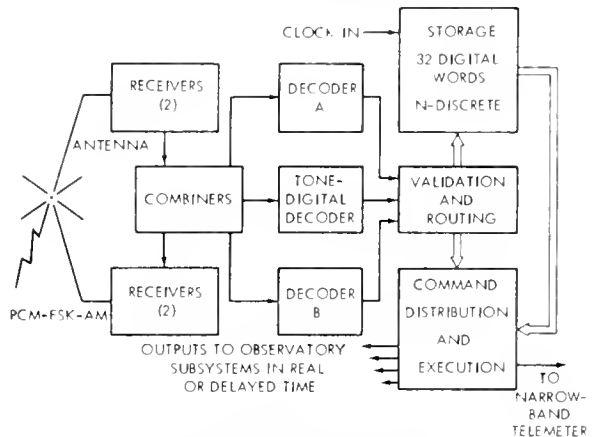 CLOCK IN
STORAGE
32 DIGITAL
WORDS
N-DISCRETE
RECEIVERS
(2)
DECODER
A
ANTENNA
COMBINERS
TONE-
DIGITAL
DECODER
VALIDATION
AND
ROUTING
RECEIVERS
(2)
DECODER
B
COMMAND
DISTRIBUTION
AND
EXECUTION
PCM-FSK-AM
OUTPUTS TO OBSERVATORY
SUBSYSTEMS IN REAL
OR DELAYED TIME
TO
NARROW-
BAND
TELEMETER